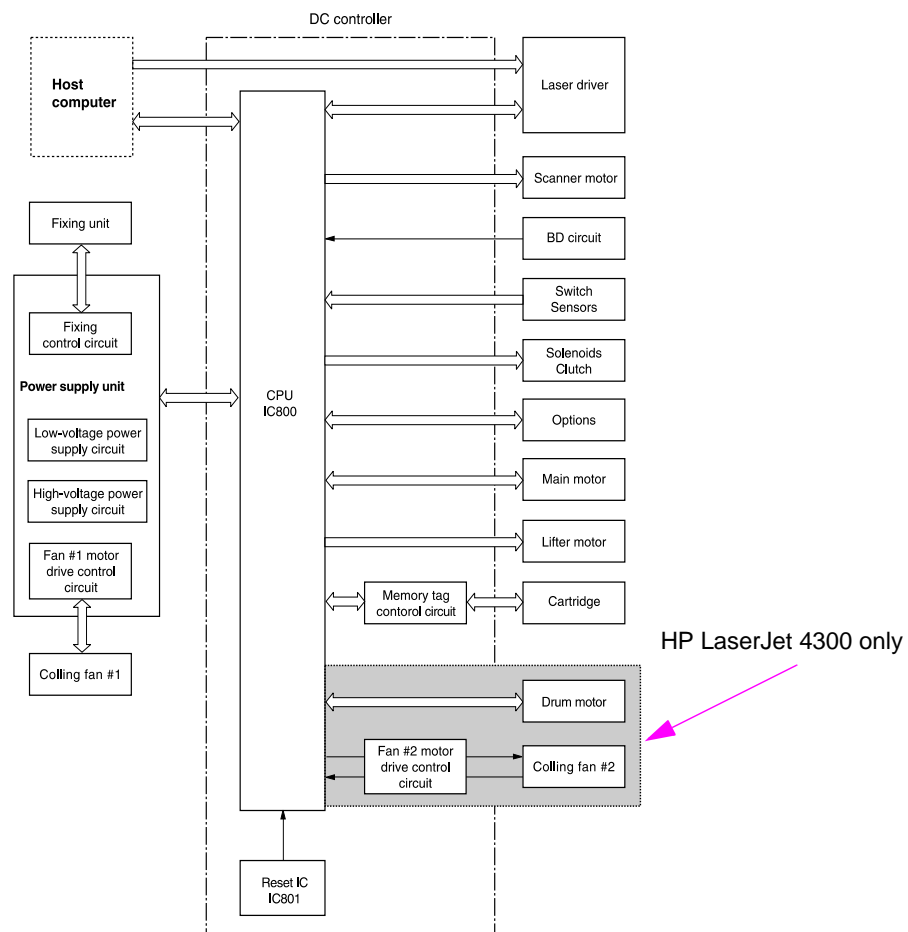 DC controller
Host
computer
Laser driver
Scanner motor
Fixing unit
BD circuit
Switch
Sensors
Fixing
control circuit
Solenoids
Clutch
Power supply unit
CPU
IC800
Options
Low-voltage power
supply circuit
Main motor
High-voltage power
supply circuit
Lifter motor
Fan #1 motor
drive control
circuit
Memory tag
contorol circuit
Cartridge
HP LaserJet 4300 only
Colling fan #1
Drum motor
Fan #2 motor
drive control
circuit
Colling fan #2
Reset IC
IC801